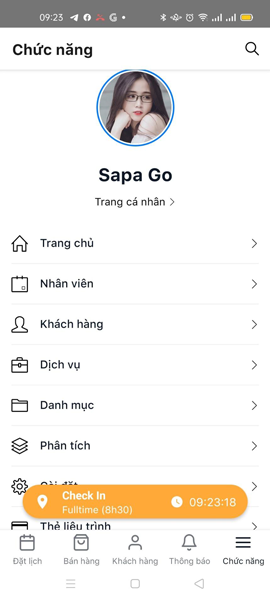 09:23
Chức năng
Sapa Go
Trang cá nhân
Trang chủ
Nhân viên
Khách hàng
Dịch vụ
Danh mục
Phân tích
Cài đặt
Check In
Fulltime (8h30)
09:23:18
Thẻ liệu trình
Đặt lịch
Bán hàng
Khách hàng
Thông báo
Chức năng